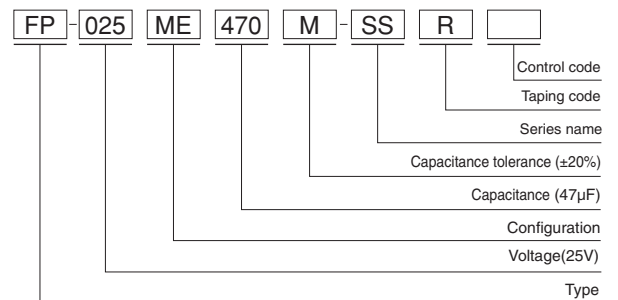 FP-025 ME 470 M-SS R
Control code
Taping code
Series name
Capacitance tolerance (±20%)
Capacitance (47µF)
Configuration
Voltage(25V)
Type